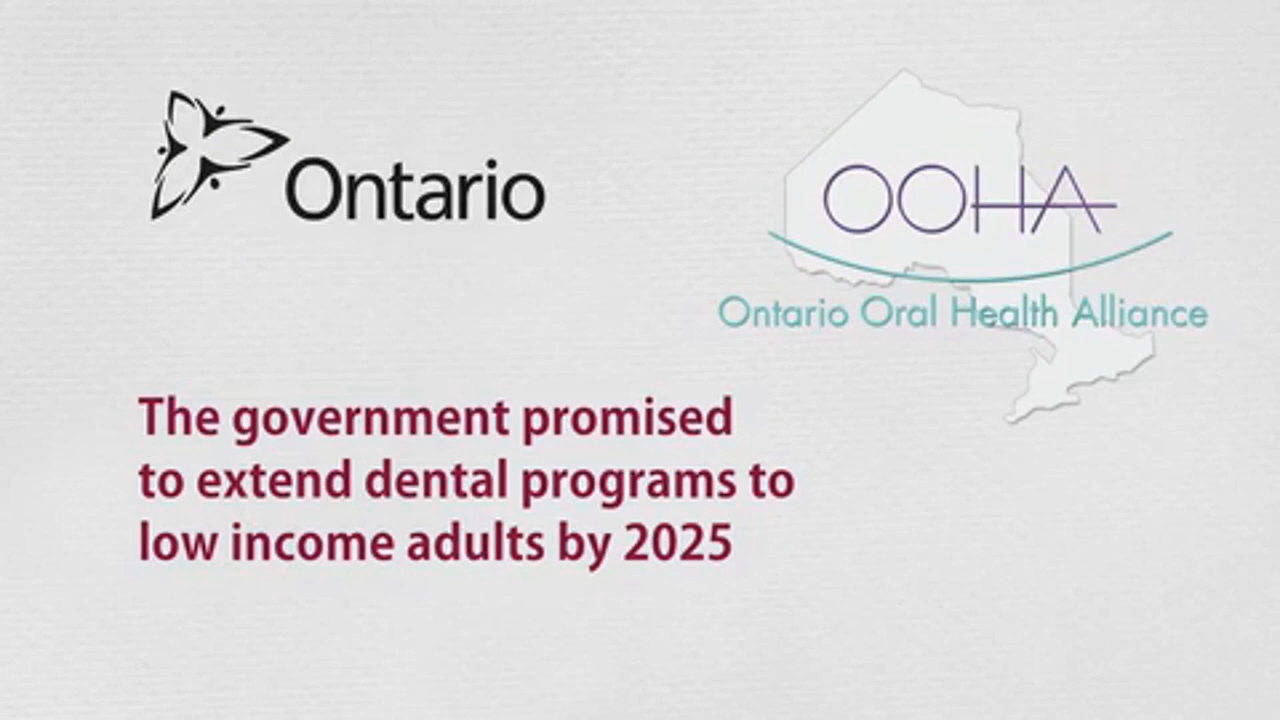 Ontario
OOHA
Ontario Oral Health Alliance
The government promised
to extend dental programs to
low income adults by 2025